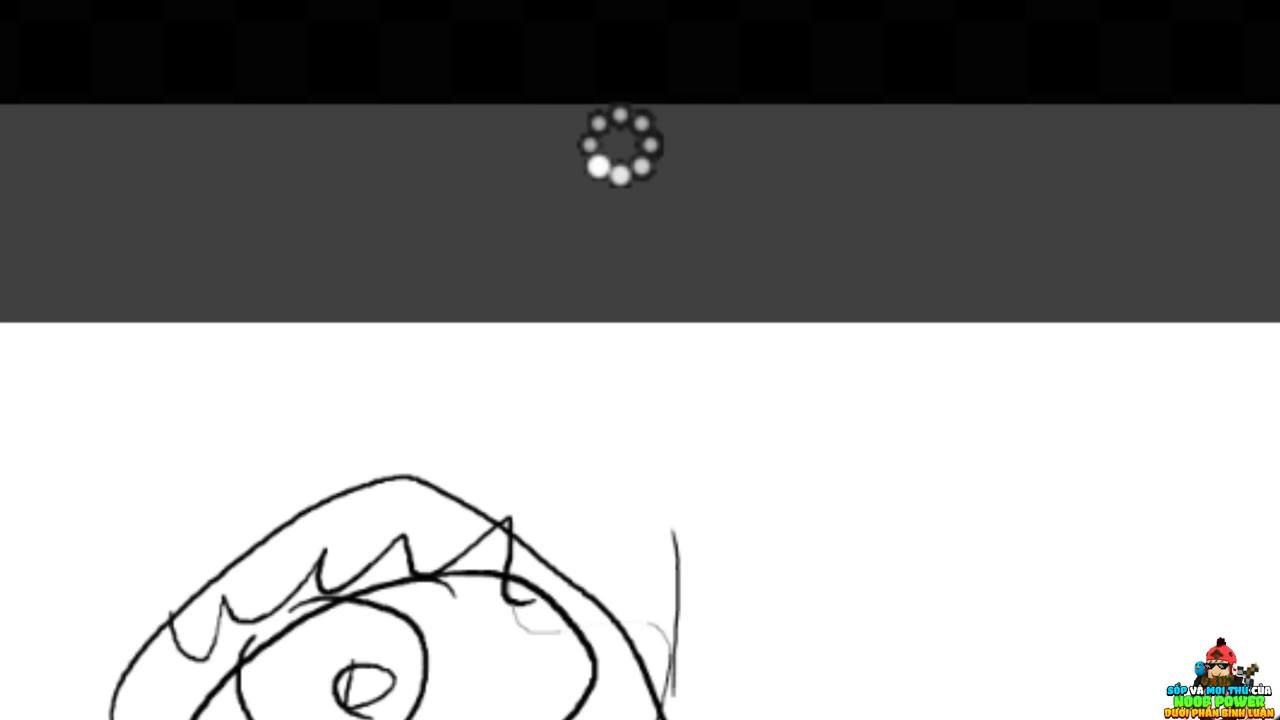 SỐP VÀ MỌI THỨ CỦA
NOOB POWER
DƯỚI PHẦN BÌNH LUẬN